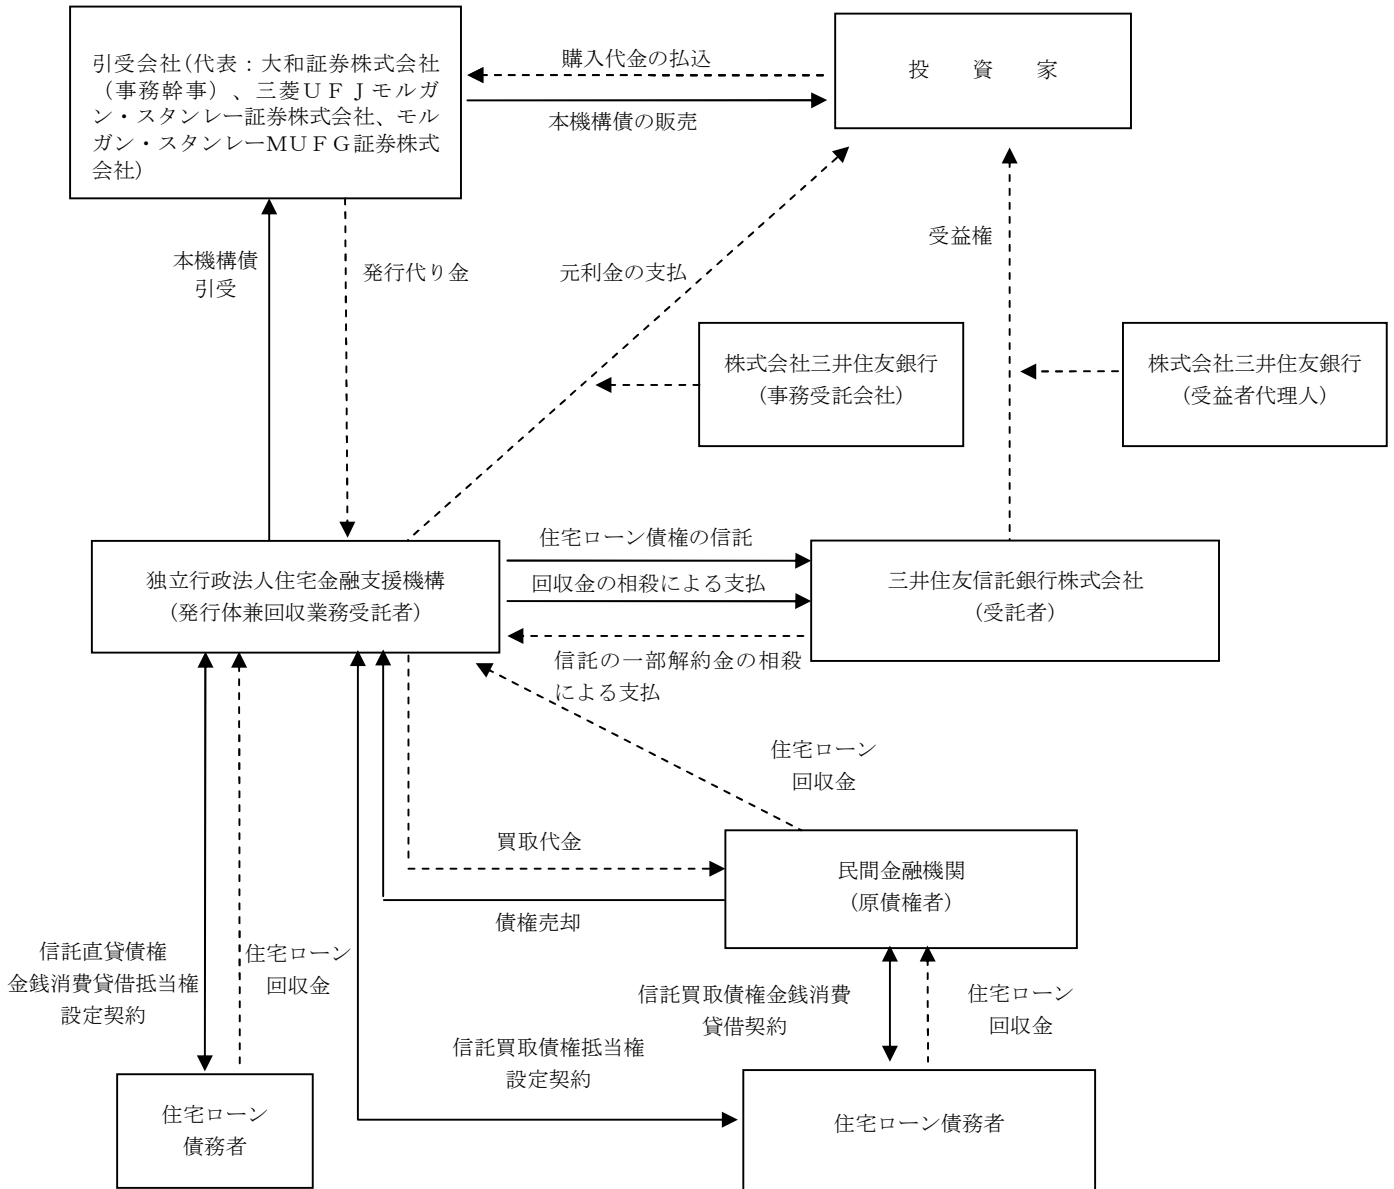 引受会社(代表：大和証券株式会社
（事務幹事）、三菱ＵＦＪモルガ
ン・スタンレー証券株式会社、モル
ガン・スタンレーＭＵＦＧ証券株式
会社)
購入代金の払込
本機構債の販売
投　資　家
本機構債
引受
発行代り金
元利金の支払
受益権
株式会社三井住友銀行
(事務受託会社)
株式会社三井住友銀行
(受益者代理人)
独立行政法人住宅金融支援機構
(発行体兼回収業務受託者)
住宅ローン債権の信託
回収金の相殺による支払
信託の一部解約金の相殺
による支払
三井住友信託銀行株式会社
(受託者)
住宅ローン
回収金
買取代金
債権売却
民間金融機関
(原債権者)
信託直貸債権
金銭消費貸借抵当権
設定契約
住宅ローン
回収金
信託買取債権金銭消費
貸借契約
住宅ローン
回収金
信託買取債権抵当権
設定契約
住宅ローン
債務者
住宅ローン債務者